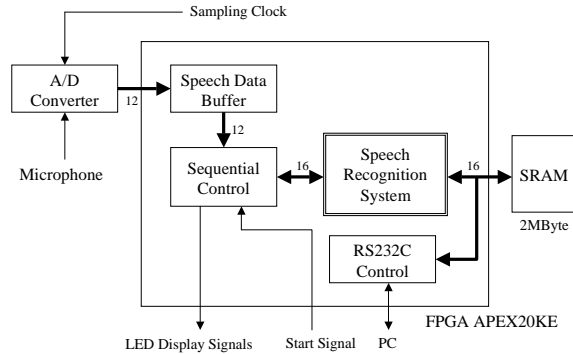 Sampling Clock
A/D
Converter
12
Microphone
Speech Data
Buffer
12
Sequential
Control
16
Speech
Recognition
System
16
SRAM
2MByte
RS232C
Control
FPGA APEX20KE
LED Display Signals
Start Signal
PC